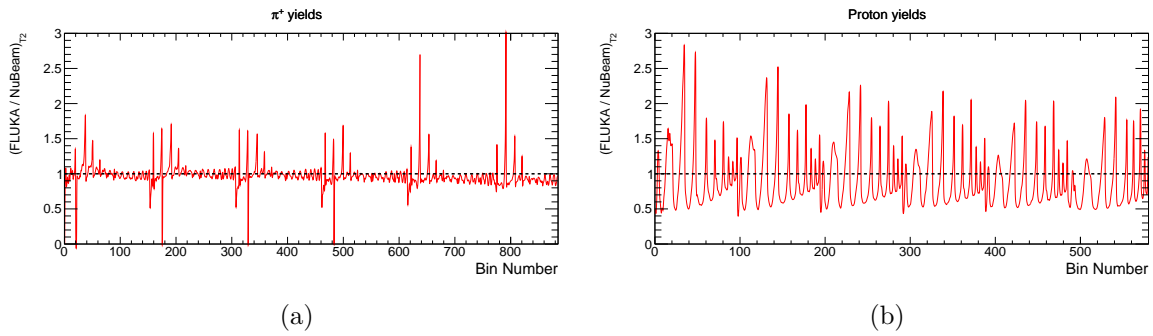 π⁺ yields
(FLUKA / NuBeam)T2
3
2.5
2
1.5
1
0.5
0
0 100 200 300 400 500 600 700 800
Bin Number
(a)
Proton yields
(FLUKA / NuBeam)T2
3
2.5
2
1.5
1
0.5
0
0 100 200 300 400 500
Bin Number
(b)